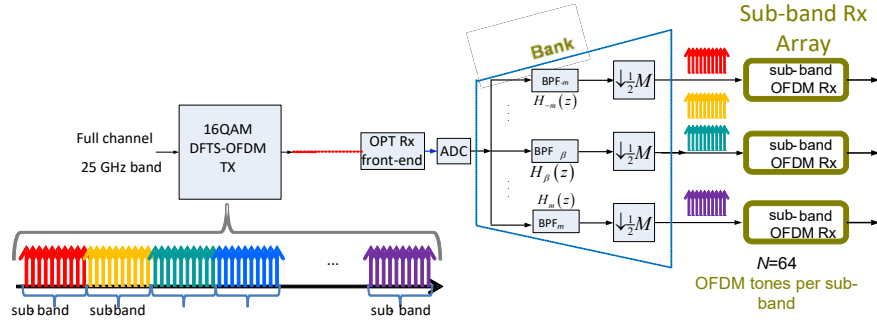 Sub-band Rx
Array
Bank
BPF-m
↓½M
sub-band
OFDM Rx
H₋ₘ(z)
16QAM
DFTS-OFDM
TX
Full channel
25 GHz band
OPT Rx
front-end
ADC
BPF β
↓½M
sub-band
OFDM Rx
Hᵦ(z)
Hₘ(z)
BPFm
↓½M
sub-band
OFDM Rx
...
N=64
OFDM tones per sub-
band
sub-band
sub-band
sub-band